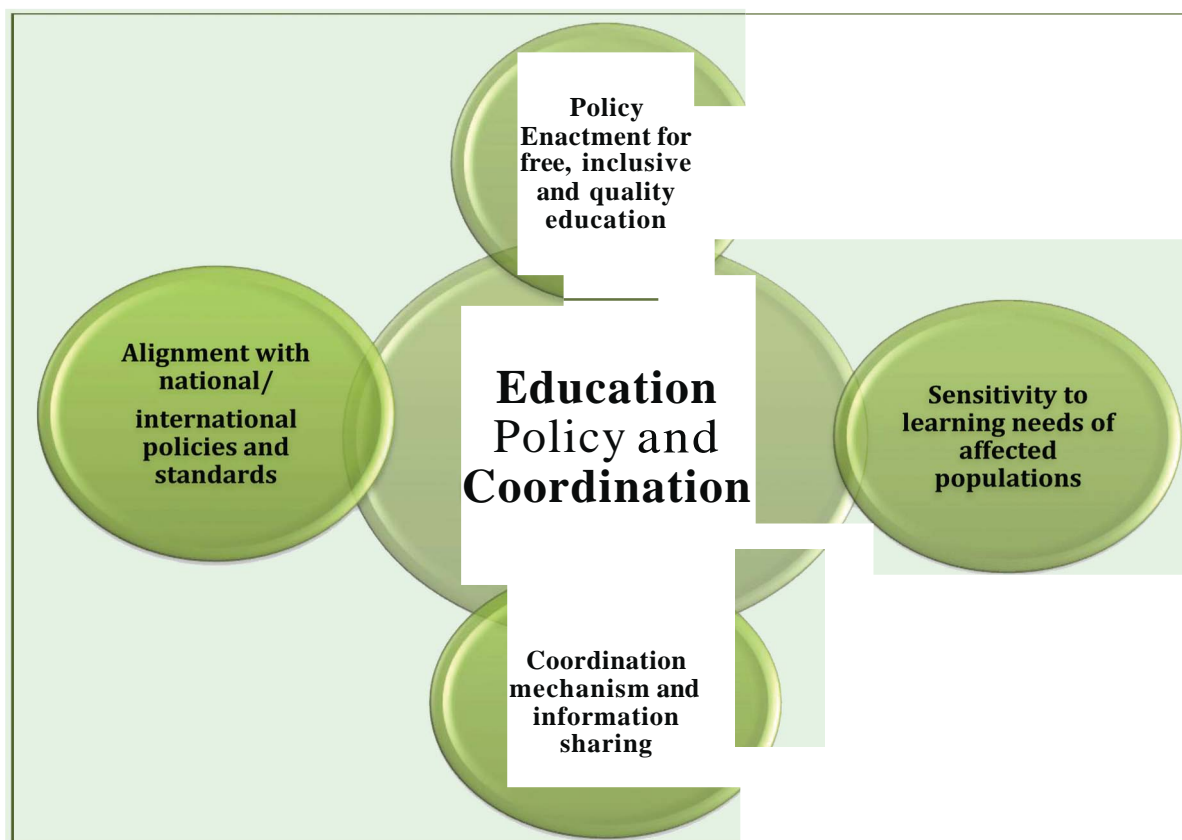 Policy
Enactment for
free, inclusive
and quality
education
Alignment with
national/
international
policies and
standards
Education
Policy and
Coordination
Sensitivity to
learning needs of
affected
populations
Coordination
mechanism and
information
sharing